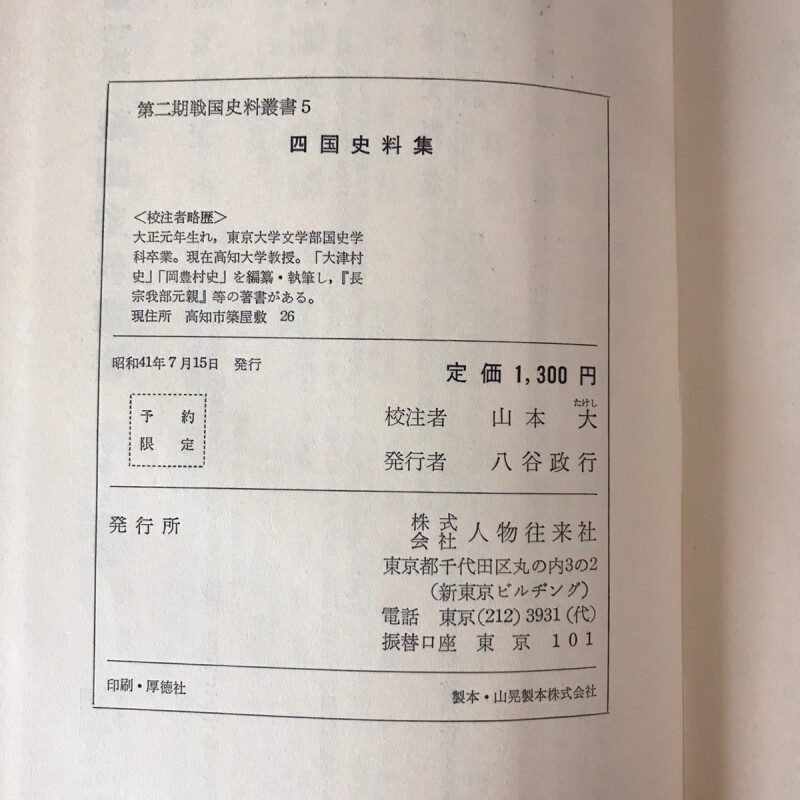 第二期戦国史料叢書5
四国史料集
＜校注者略歴＞
大正元年生れ，東京大学文学部国史学
科卒業。現在高知大学教授。「大津村
史」「岡豊村史」を編纂・執筆し，『長
宗我部元親』等の著書がある。
現住所　高知市築屋敷　26
昭和41年7月15日　発行
定価 1,300 円
予約
限定
校注者　山本　大
たけし
発行者　八谷政行
発行所
株式会社 人物往来社
東京都千代田区丸の内3の2
（新東京ビルヂング）
電話　東京(212)3931（代）
振替口座　東京　101
印刷・厚徳社
製本・山晃製本株式会社